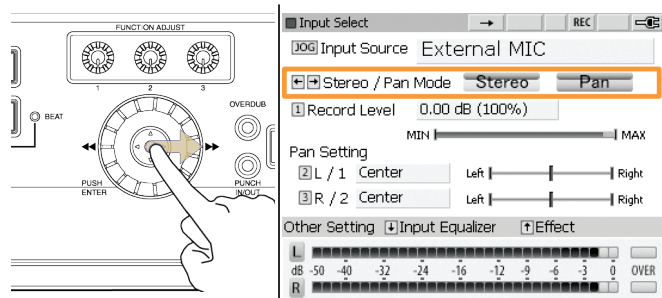 FUNCTION ADJUST
1 2 3
BEAT
OVERDUB
PUSH
ENTER
PUNCH
IN/OUT
Input Select → REC
JOG Input Source External MIC
←→ Stereo / Pan Mode Stereo Pan
1 Record Level 0.00 dB (100%)
MIN MAX
Pan Setting
2 L / 1 Center Left Right
3 R / 2 Center Left Right
Other Setting ↓ Input Equalizer ↑ Effect
L
dB -50 -40 -32 -24 -16 -12 -9 -6 -3 0 OVER
R